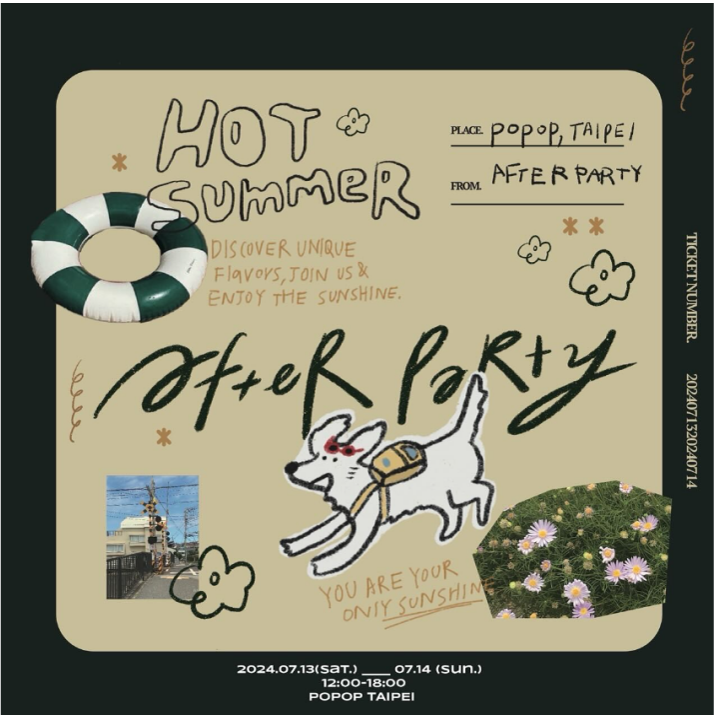 HOT
SUMMER
PLACE. POPOP, TAIPEI
FROM. AFTER PARTY
DISCOVER UNIQUE
FLAVORS, JOIN US &
ENJOY THE SUNSHINE.
AfteR PaRty
YOU ARE YOUR
ONLY SUNSHINE
TICKET NUMBER. 2024071320240714
2024.07.13(sat.) ___ 07.14 (sun.)
12:00-18:00
POPOP TAIPEI